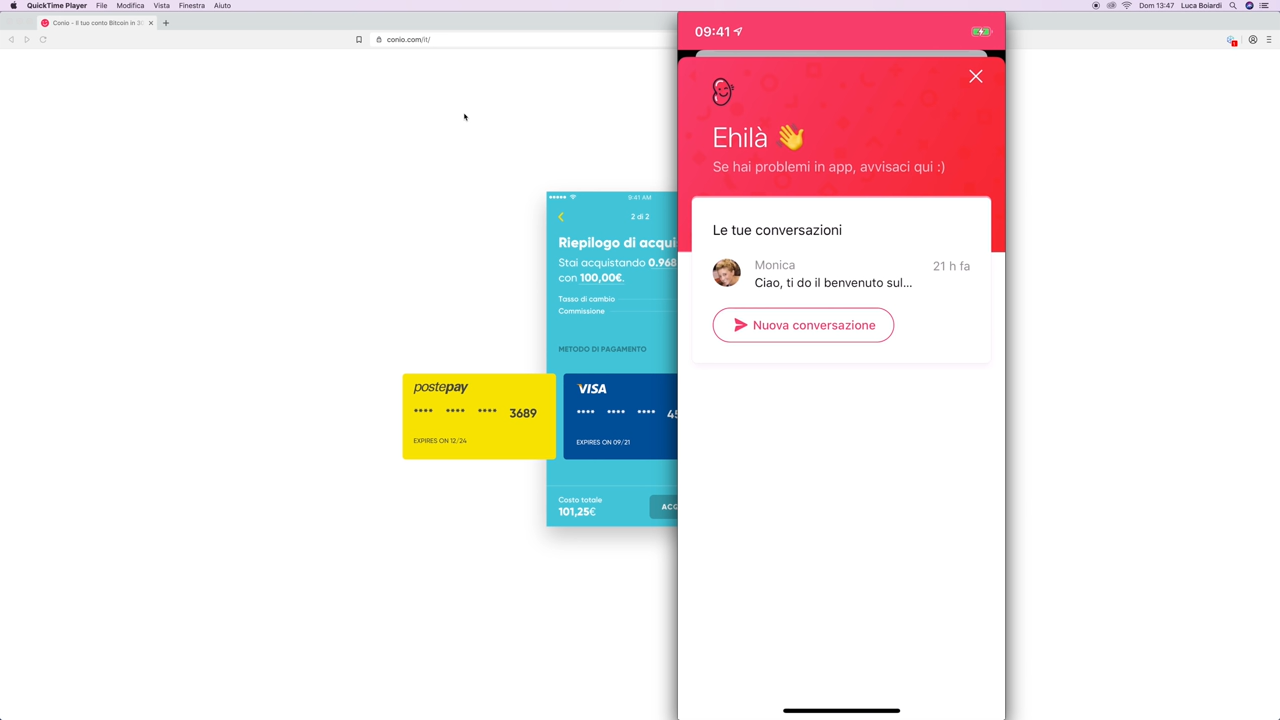 QuickTime Player File Modifica Vista Finestra Aiuto
Dom 13:47 Luca Boiardi
Conio - Il tuo conto Bitcoin in 30
conio.com/it/
9:41 AM
2 di 2
Riepilogo di acqui
Stai acquistando 0.968
con 100,00€.
Tasso di cambio
Commissione
METODO DI PAGAMENTO
postepay
•••• •••• •••• 3689
EXPIRES ON 12/24
VISA
•••• •••• •••• 45
EXPIRES ON 09/21
Costo totale
101,25€
ACQ
09:41
Ehilà 👋
Se hai problemi in app, avvisaci qui :)
Le tue conversazioni
Monica
21 h fa
Ciao, ti do il benvenuto sul...
Nuova conversazione